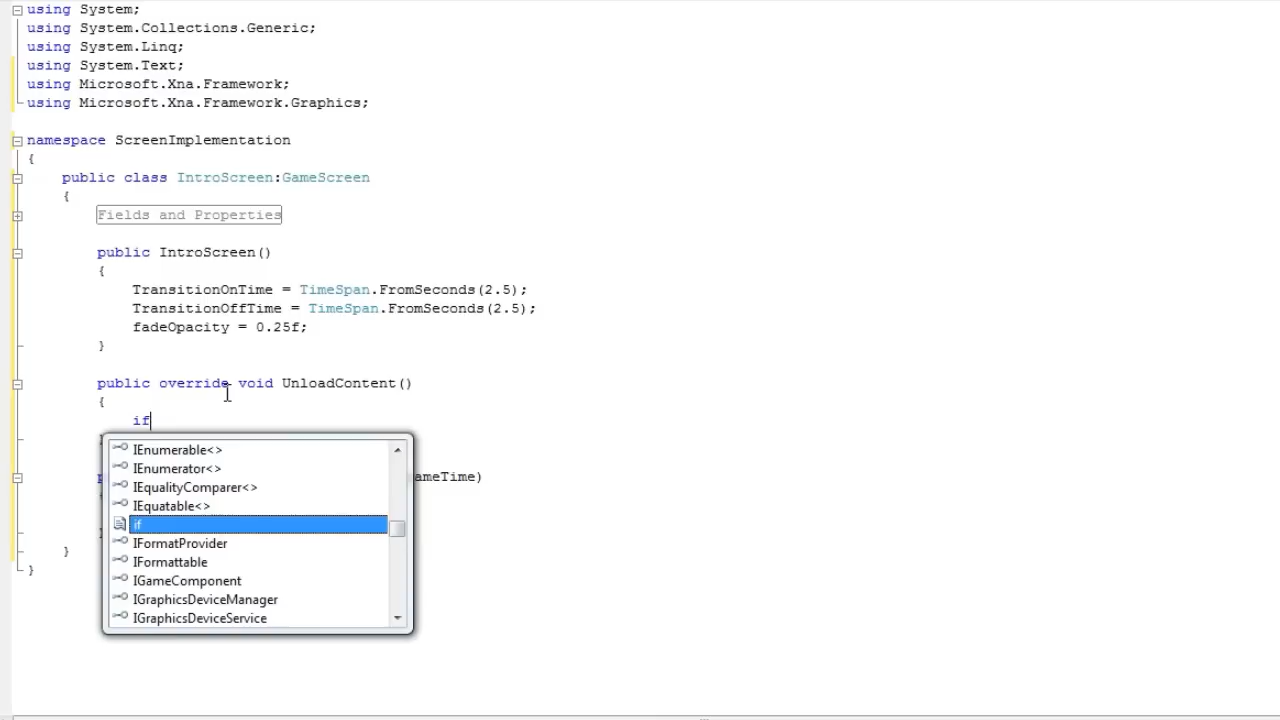 using System;
using System.Collections.Generic;
using System.Linq;
using System.Text;
using Microsoft.Xna.Framework;
using Microsoft.Xna.Framework.Graphics;
namespace ScreenImplementation
{
public class IntroScreen:GameScreen
{
Fields and Properties
public IntroScreen()
{
TransitionOnTime = TimeSpan.FromSeconds(2.5);
TransitionOffTime = TimeSpan.FromSeconds(2.5);
fadeOpacity = 0.25f;
}
public override void UnloadContent()
{
if
IEnumerable<>
IEnumerator<>
IEqualityComparer<>
IEquatable<>
if
IFormatProvider
IFormattable
IGameComponent
IGraphicsDeviceManager
IGraphicsDeviceService
ameTime)
}
}